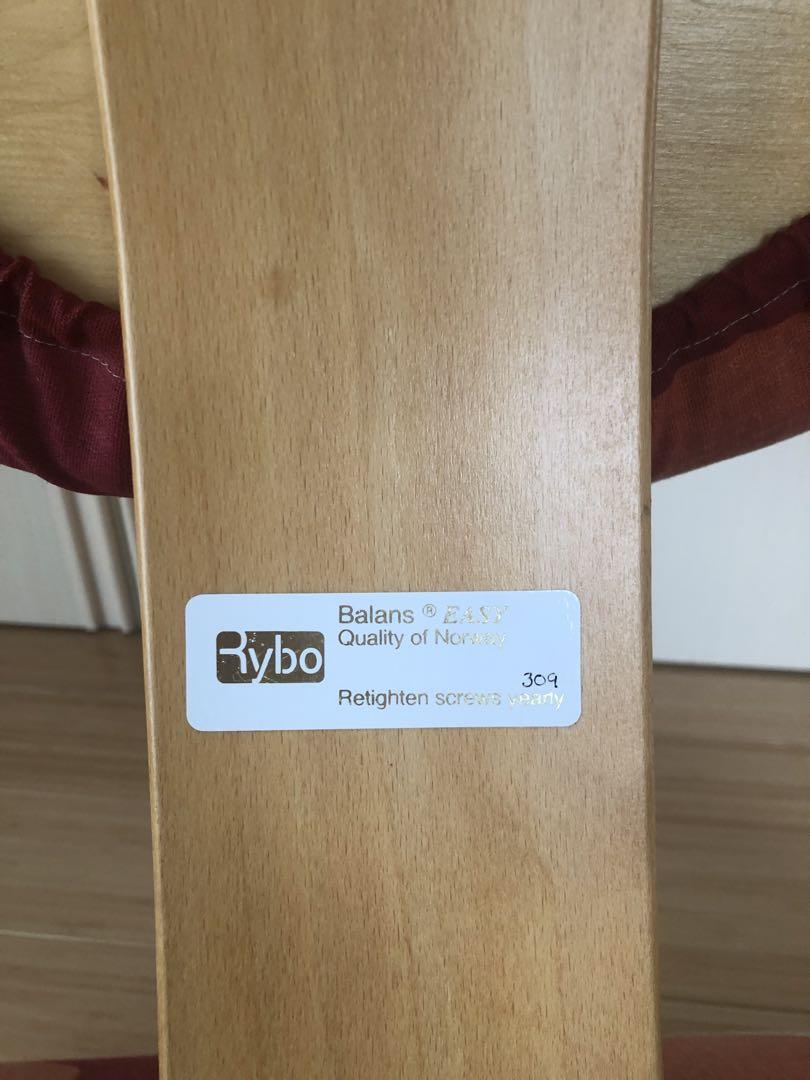 Rybo
Balans ® EASY
Quality of Norway
309
Retighten screws yearly